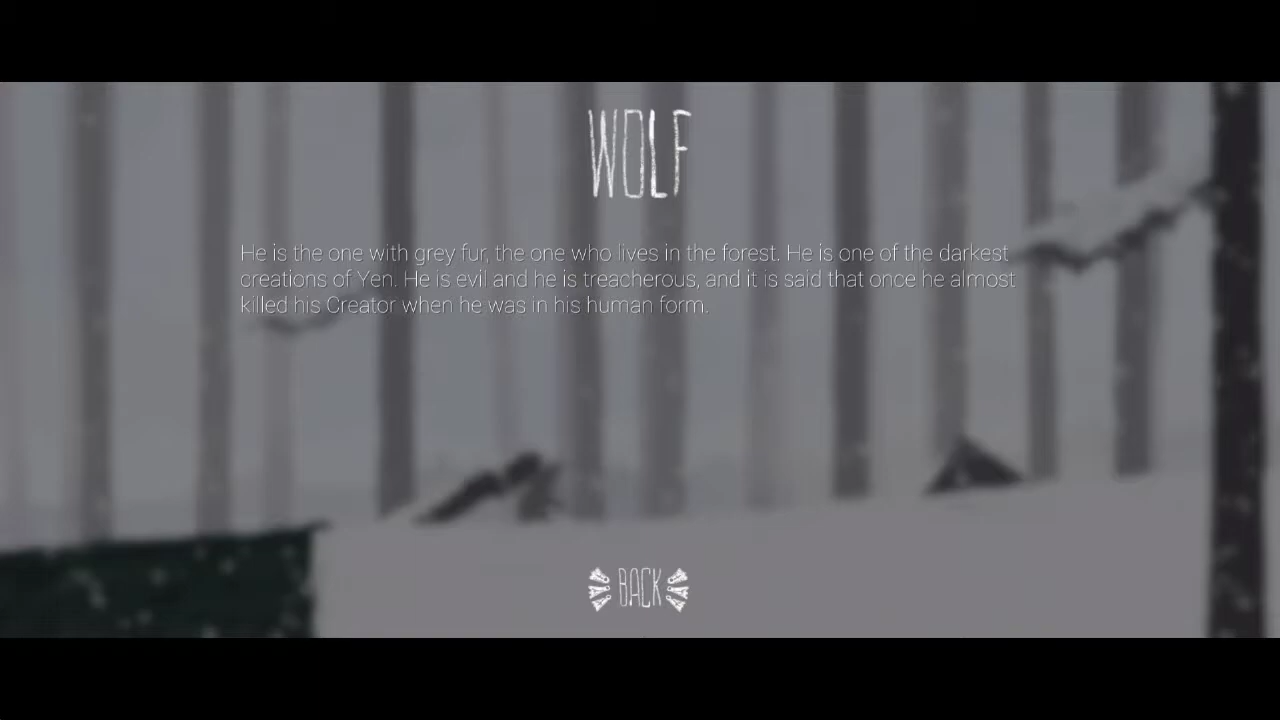 WOLF
He is the one with grey fur, the one who lives in the forest. He is one of the darkest
creations of Yen. He is evil and he is treacherous, and it is said that once he almost
killed his Creator when he was in his human form.
BACK